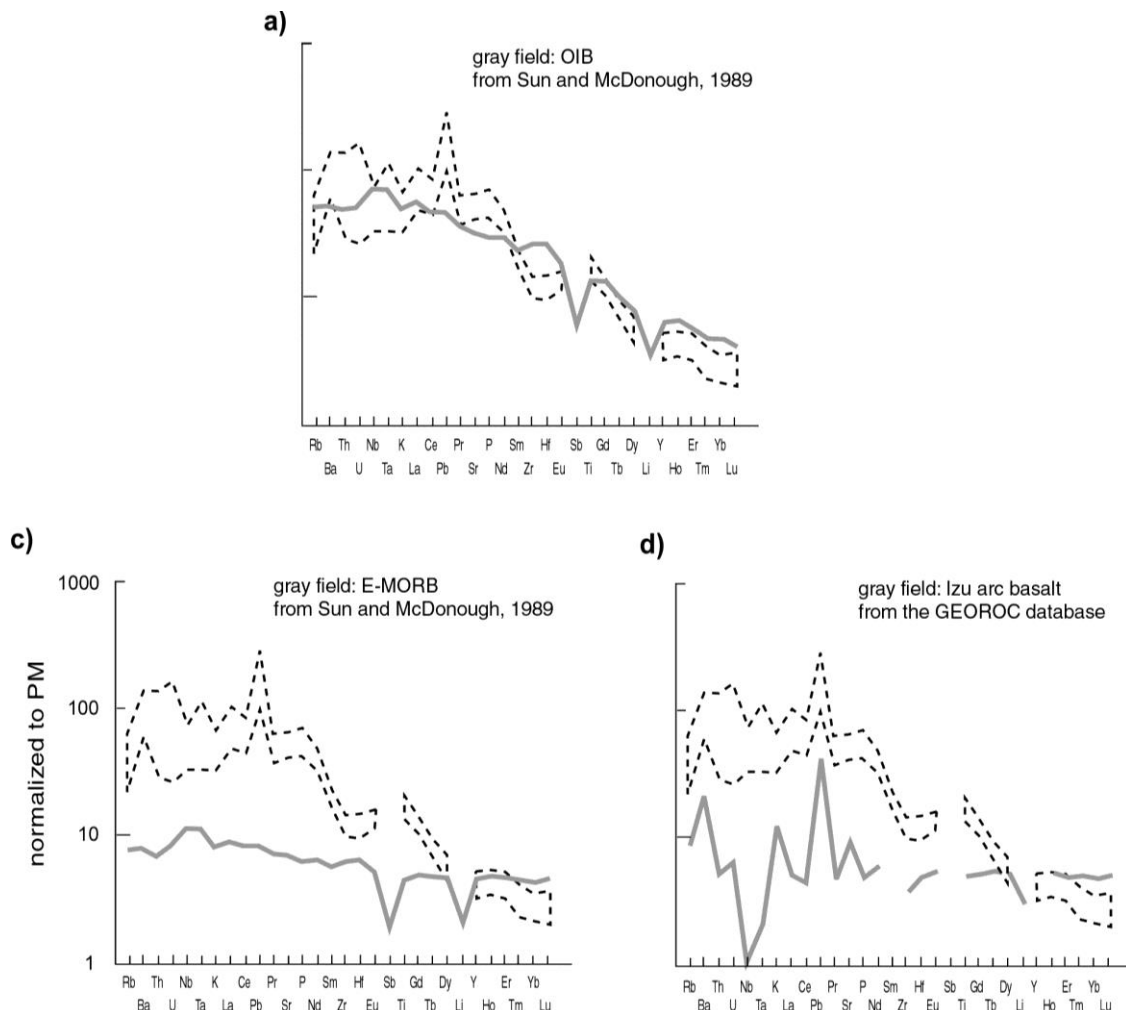 a)
gray field: OIB
from Sun and McDonough, 1989
Rb Th Nb K Ce Pr P Sm Hf Sb Gd Dy Y Er Yb
Ba U Ta La Pb Sr Nd Zr Eu Ti Tb Li Ho Tm Lu
c)
gray field: E-MORB
from Sun and McDonough, 1989
1000
100
10
1
normalized to PM
Rb Th Nb K Ce Pr P Sm Hf Sb Gd Dy Y Er Yb
Ba U Ta La Pb Sr Nd Zr Eu Ti Tb Li Ho Tm Lu
d)
gray field: Izu arc basalt
from the GEOROC database
Rb Th Nb K Ce Pr P Sm Hf Sb Gd Dy Y Er Yb
Ba U Ta La Pb Sr Nd Zr Eu Ti Tb Li Ho Tm Lu